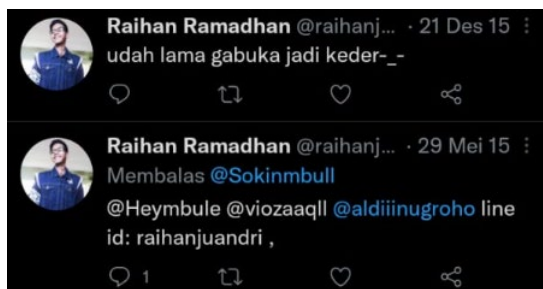 Raihan Ramadhan @raihanj... · 21 Des 15
udah lama gabuka jadi keder-_-
Raihan Ramadhan @raihanj... · 29 Mei 15
Membalas @Sokinmbull
@Heymbule @viozaaqll @aldiiinugroho line
id: raihanjuandri ,
1